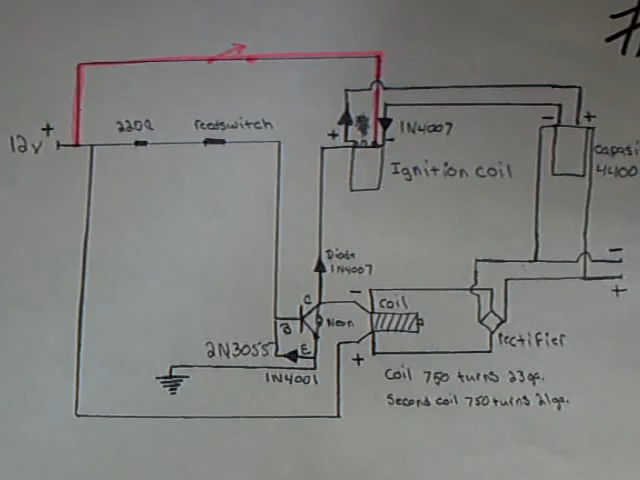 12v +
220Ω
reedswitch
+
-
1N4007
Ignition coil
- +
capasi
4400
Diode
1N4007
C
B
E
Neon
2N3055
1N4001
-
coil
+
rectifier
-
+
Coil 750 turns 23ga.
Second coil 750 turns 21ga.